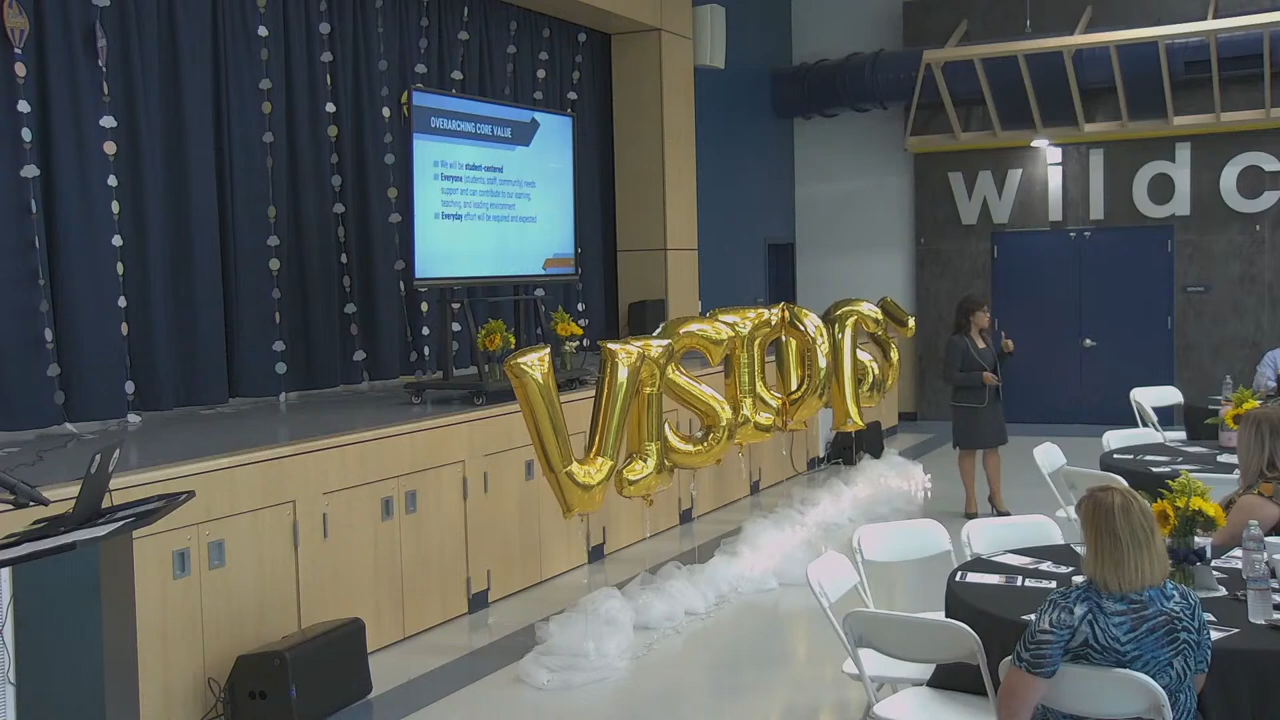 OVERARCHING CORE VALUE
We will be student-centered
Everyone (students, staff, community) needs
support and can contribute to our learning,
teaching, and leading environment
Everyday effort will be required and expected
wildc